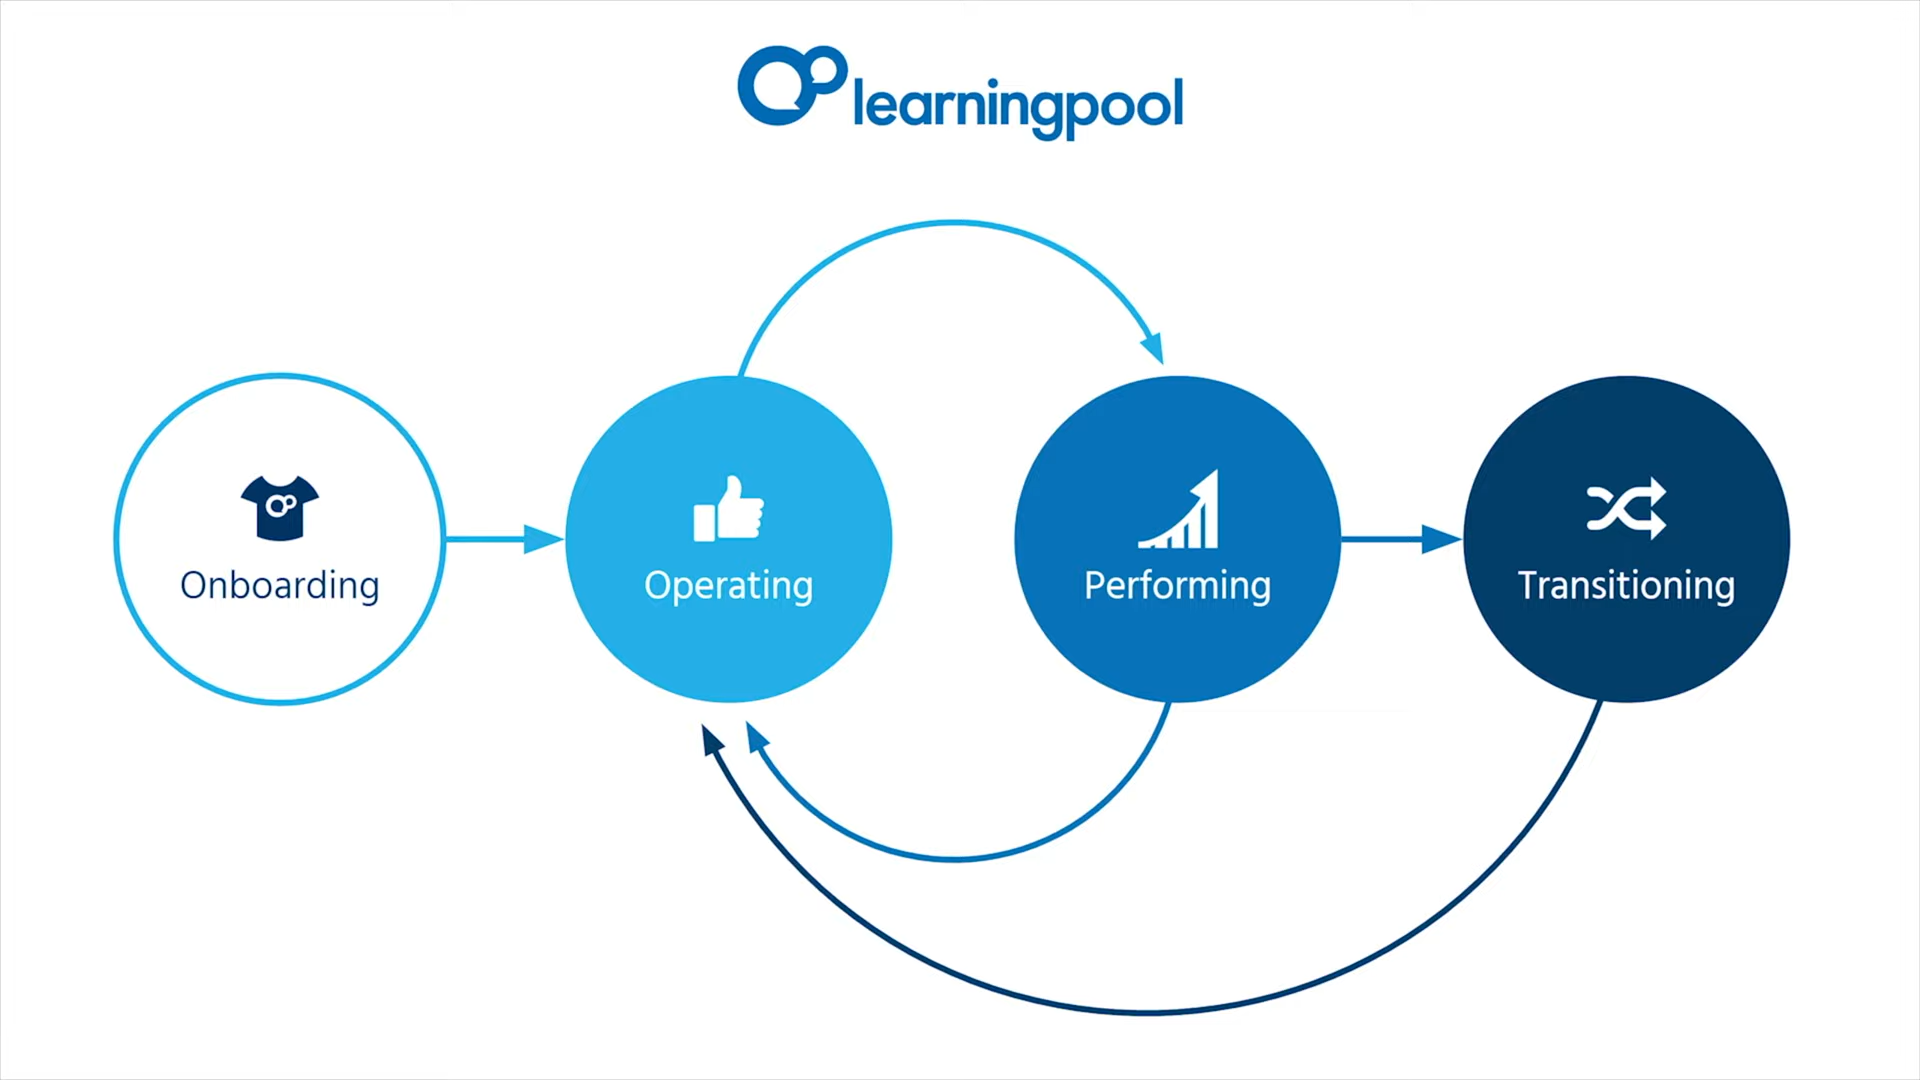 learningpool
Onboarding
Operating
Performing
Transitioning